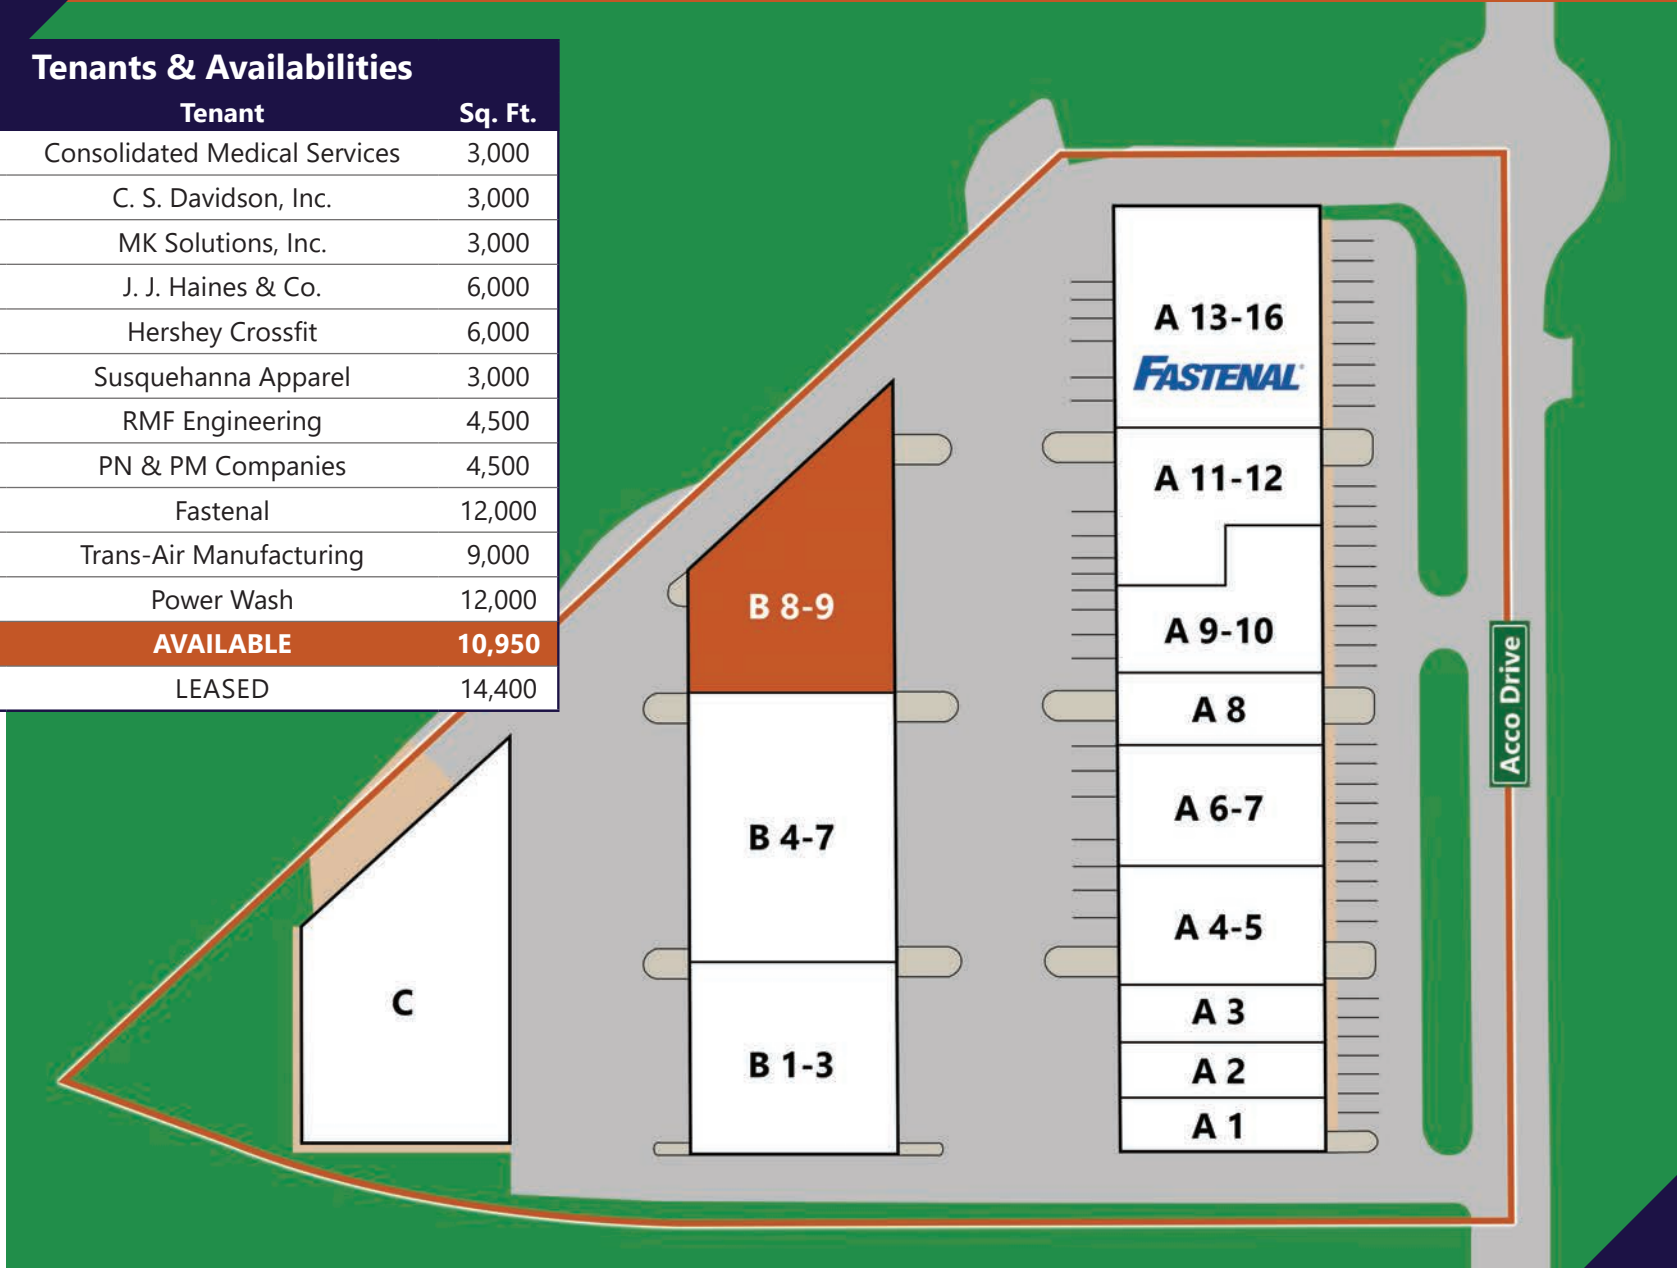 Tenants & Availabilities
Tenant Sq. Ft.
Consolidated Medical Services 3,000
C. S. Davidson, Inc. 3,000
MK Solutions, Inc. 3,000
J. J. Haines & Co. 6,000
Hershey Crossfit 6,000
Susquehanna Apparel 3,000
RMF Engineering 4,500
PN & PM Companies 4,500
Fastenal 12,000
Trans-Air Manufacturing 9,000
Power Wash 12,000
AVAILABLE 10,950
LEASED 14,400
A 13-16
FASTENAL
A 11-12
A 9-10
A 8
A 6-7
A 4-5
A 3
A 2
A 1
B 8-9
B 4-7
B 1-3
C
Acco Drive